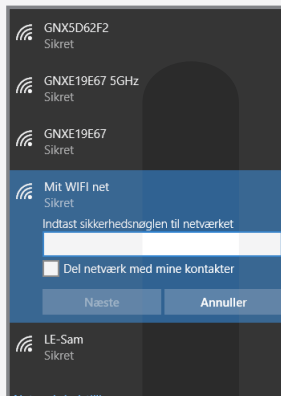 GNX5D62F2
Sikret
GNXE19E67 5GHz
Sikret
GNXE19E67
Sikret
Mit WIFI net
Sikret
Indtast sikkerhedsnøglen til netværket
Del netværk med mine kontakter
Næste Annuller
LE-Sam
Sikret